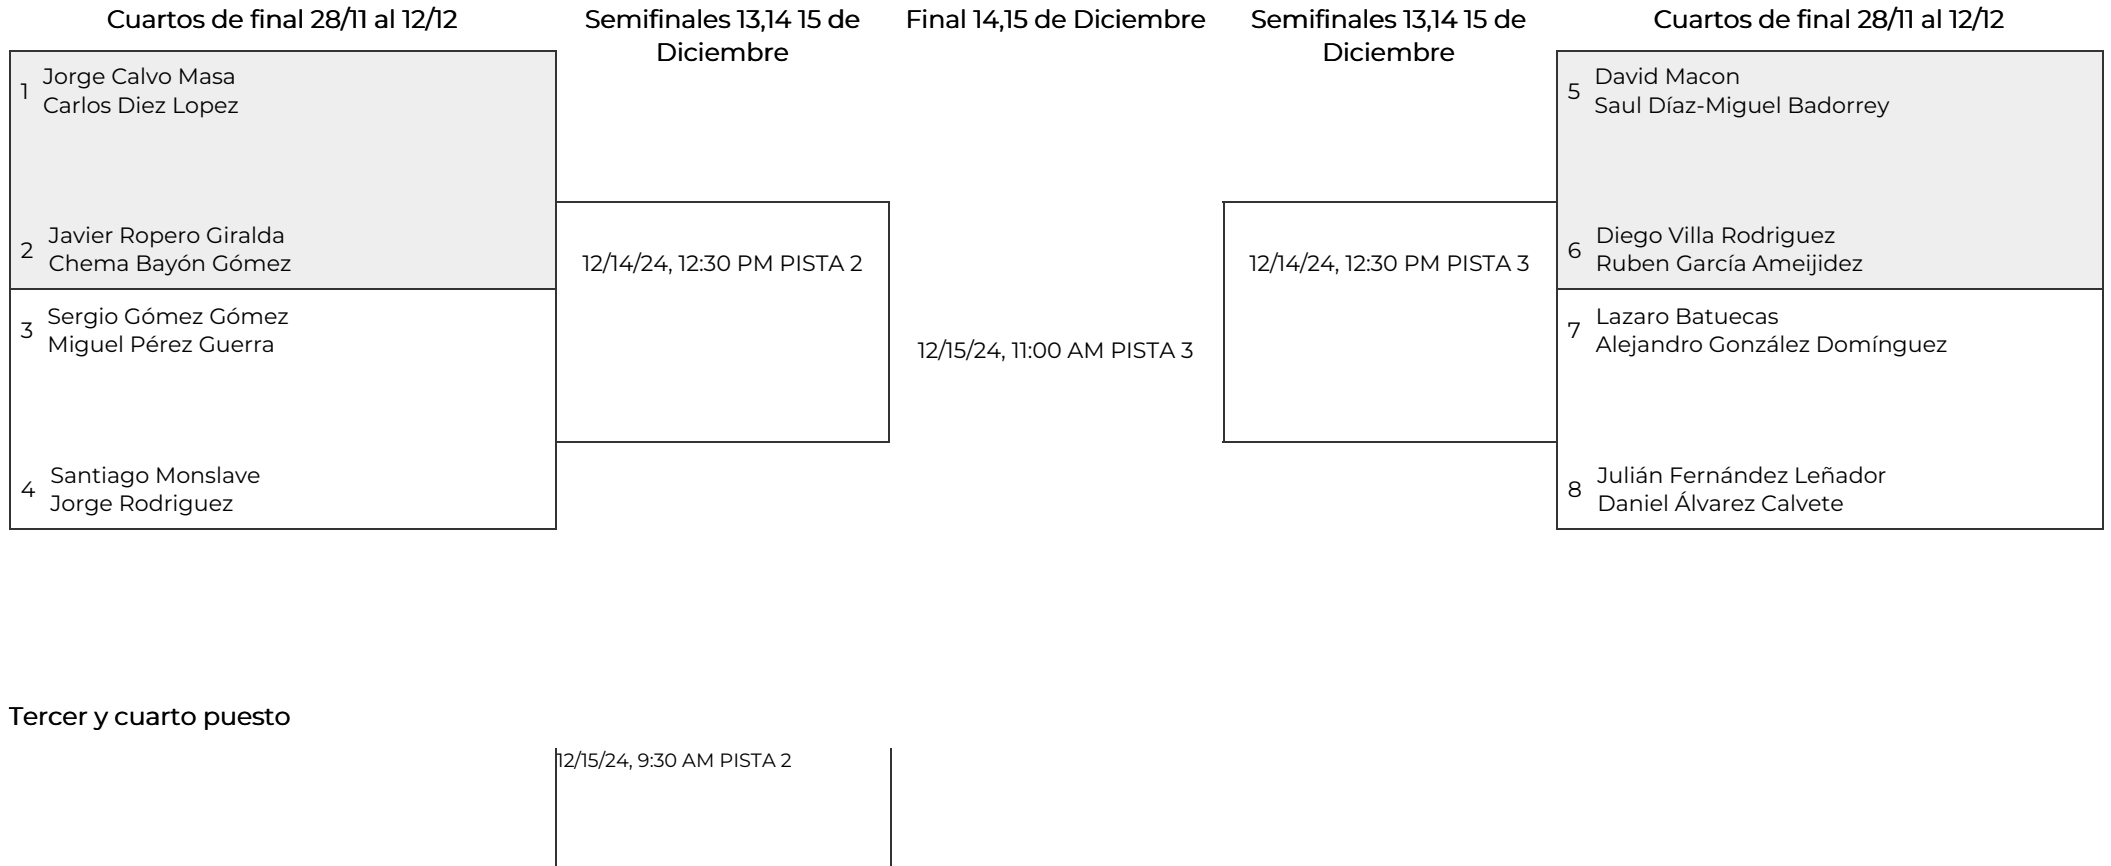 Cuartos de final 28/11 al 12/12
Semifinales 13,14 15 de
Diciembre
Final 14,15 de Diciembre
Semifinales 13,14 15 de
Diciembre
Cuartos de final 28/11 al 12/12
1
Jorge Calvo Masa
Carlos Diez Lopez
2
Javier Ropero Giralda
Chema Bayón Gómez
3
Sergio Gómez Gómez
Miguel Pérez Guerra
4
Santiago Monslave
Jorge Rodriguez
12/14/24, 12:30 PM PISTA 2
12/15/24, 11:00 AM PISTA 3
12/14/24, 12:30 PM PISTA 3
5
David Macon
Saul Díaz-Miguel Badorrey
6
Diego Villa Rodriguez
Ruben García Ameijidez
7
Lazaro Batuecas
Alejandro González Domínguez
8
Julián Fernández Leñador
Daniel Álvarez Calvete
Tercer y cuarto puesto
12/15/24, 9:30 AM PISTA 2